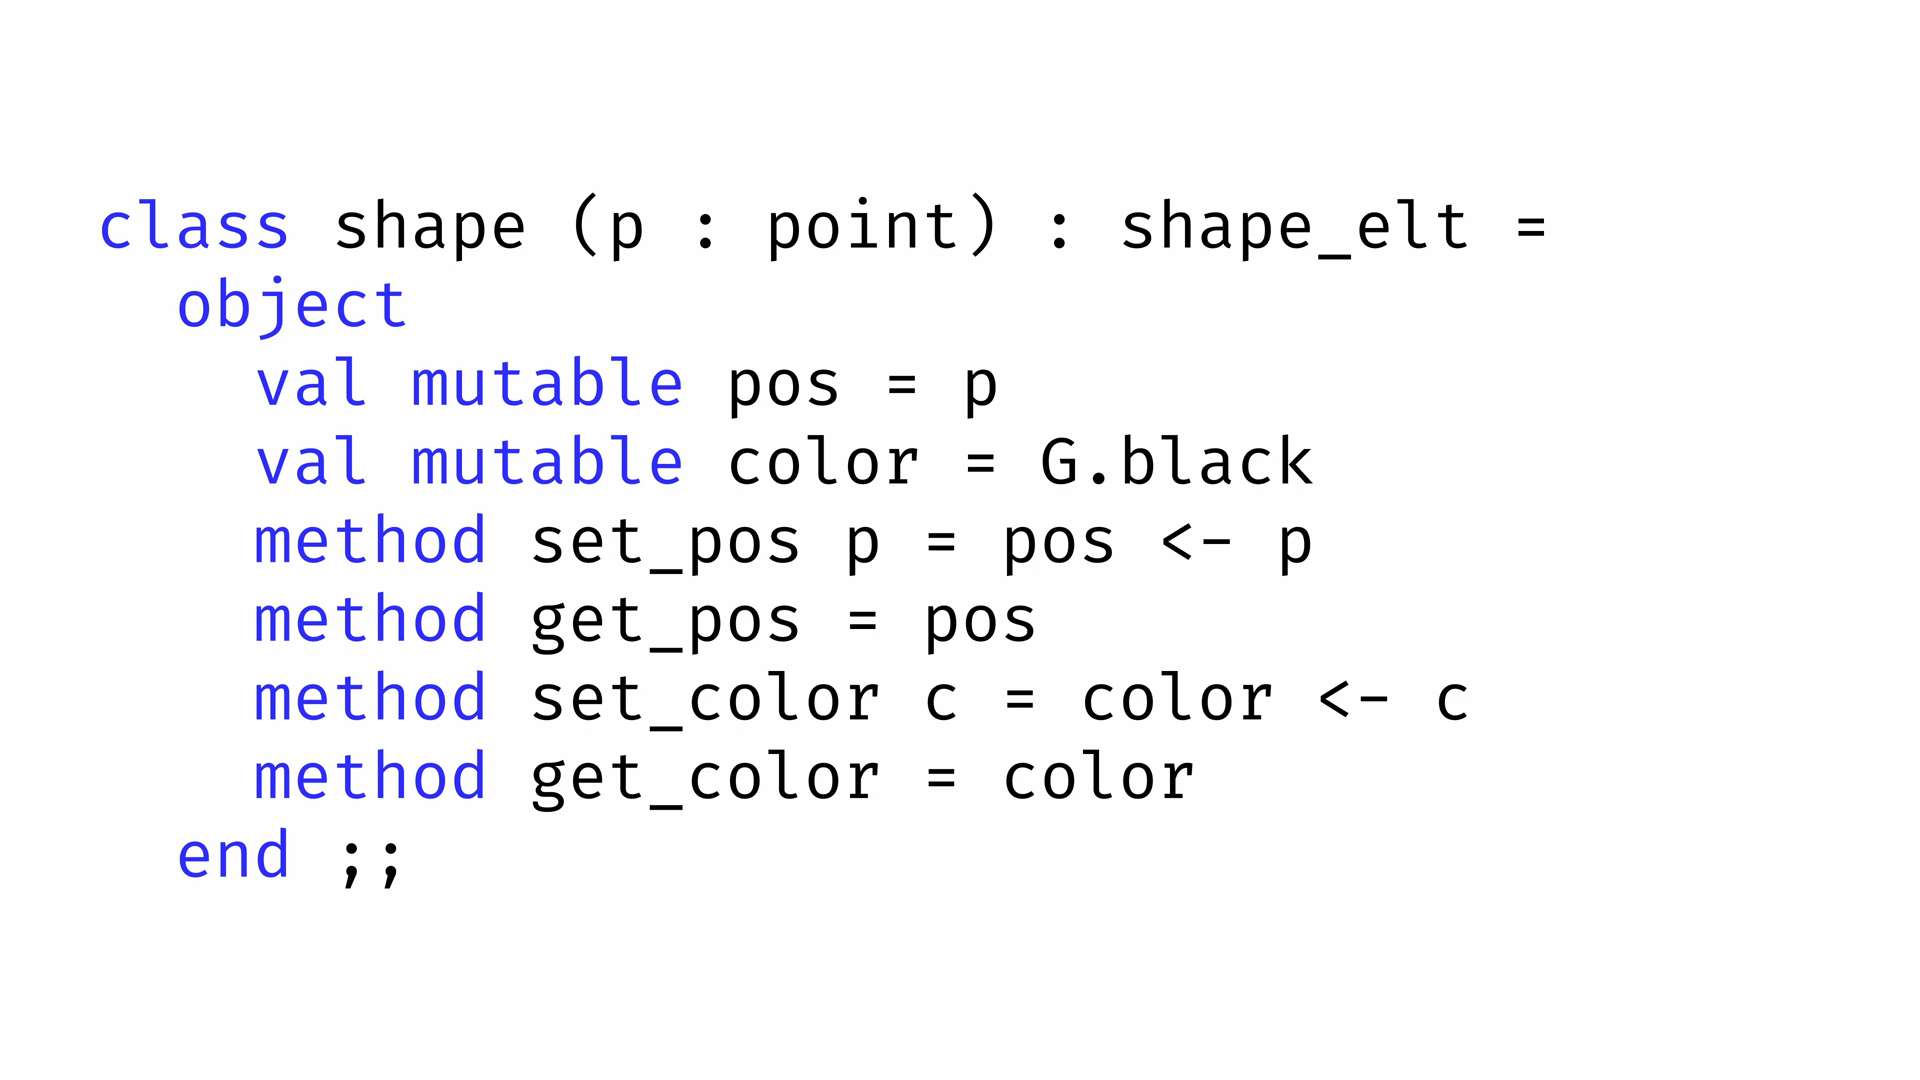 class shape (p : point) : shape_elt =
  object
    val mutable pos = p
    val mutable color = G.black
    method set_pos p = pos <- p
    method get_pos = pos
    method set_color c = color <- c
    method get_color = color
  end ;;